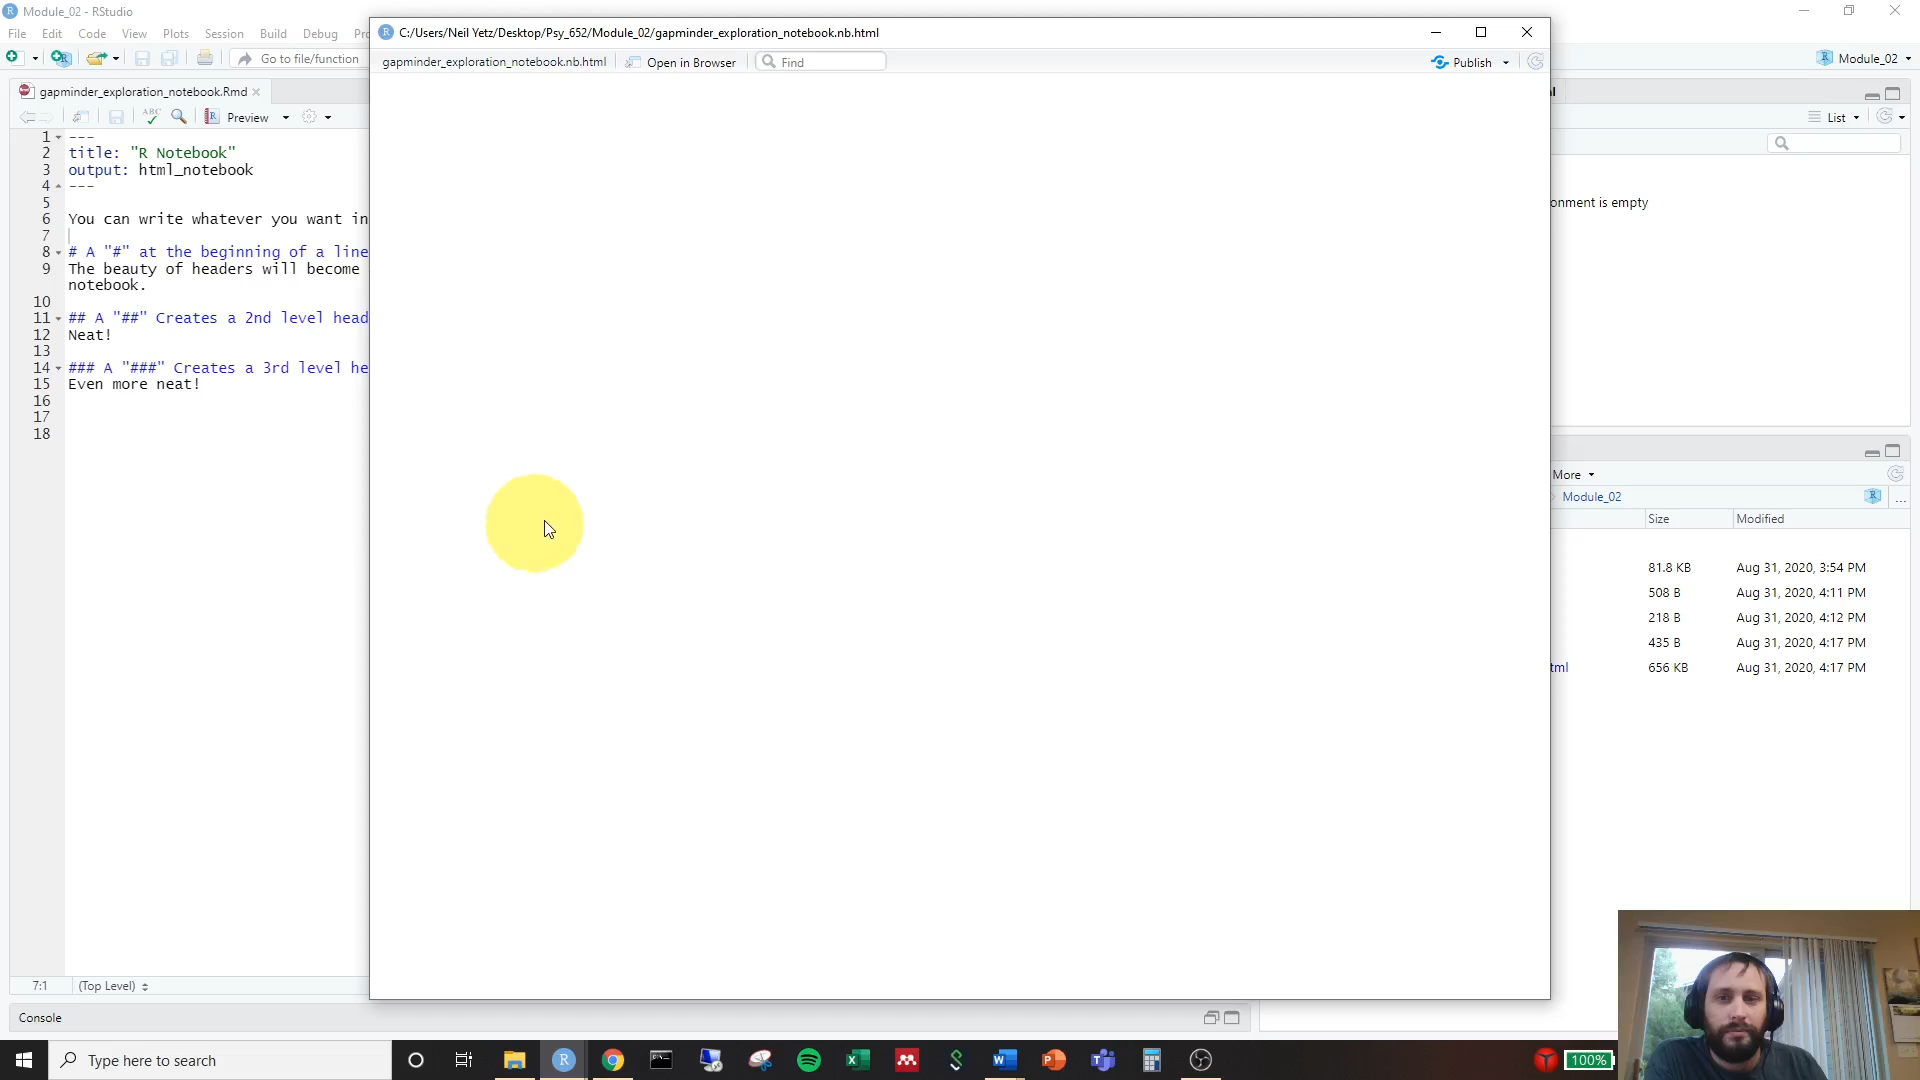 Module_02 - RStudio
File Edit Code View Plots Session Build Debug Pro
Go to file/function
Module_02
gapminder_exploration_notebook.Rmd
ABC
Preview
1 ---
2 title: "R Notebook"
3 output: html_notebook
4 ---
5
6 You can write whatever you want in
7
8 # A "#" at the beginning of a line
9 The beauty of headers will become
notebook.
10
11 ## A "##" Creates a 2nd level head
12 Neat!
13
14 ### A "###" Creates a 3rd level he
15 Even more neat!
16
17
18
7:1 (Top Level)
Console
C:/Users/Neil Yetz/Desktop/Psy_652/Module_02/gapminder_exploration_notebook.nb.html
gapminder_exploration_notebook.nb.html Open in Browser Find Publish
List
onment is empty
More
Module_02
...
Size Modified
81.8 KB Aug 31, 2020, 3:54 PM
508 B Aug 31, 2020, 4:11 PM
218 B Aug 31, 2020, 4:12 PM
435 B Aug 31, 2020, 4:17 PM
tml 656 KB Aug 31, 2020, 4:17 PM
Type here to search
100%